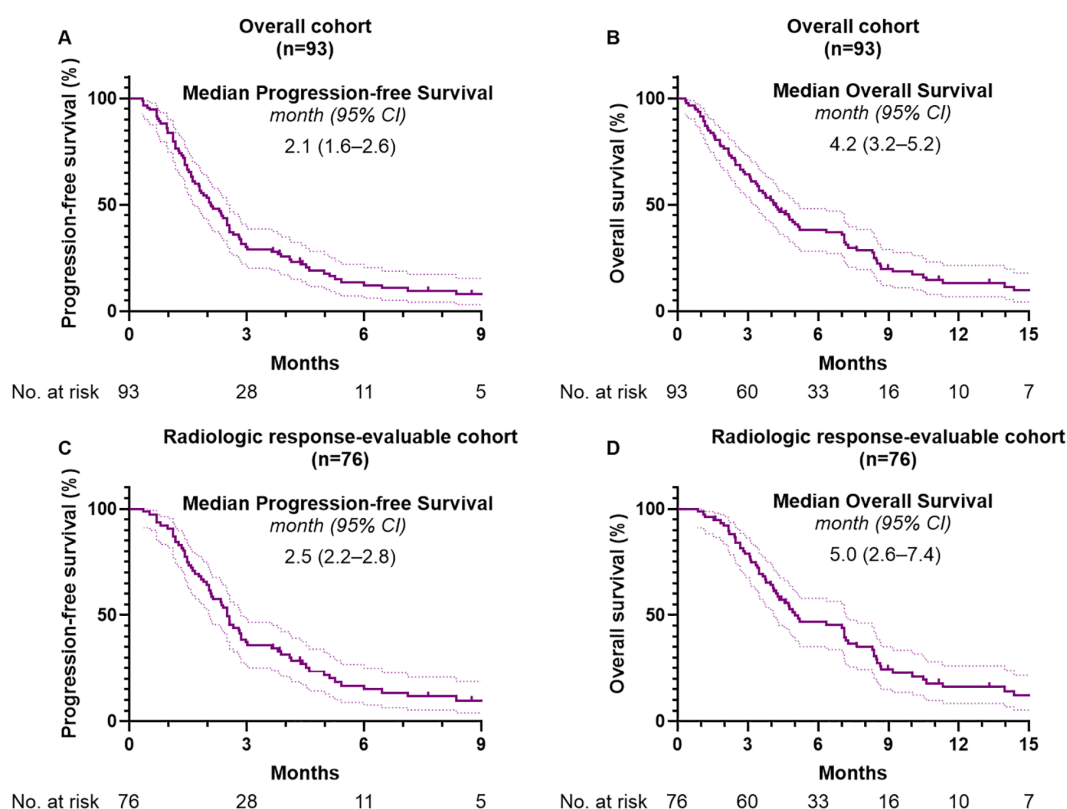 A
Overall cohort
(n=93)
Progression-free survival (%)
Median Progression-free Survival
month (95% CI)
2.1 (1.6–2.6)
100
50
0
0 3 6 9
Months
No. at risk 93 28 11 5
B
Overall cohort
(n=93)
Overall survival (%)
Median Overall Survival
month (95% CI)
4.2 (3.2–5.2)
100
50
0
0 3 6 9 12 15
Months
No. at risk 93 60 33 16 10 7
C
Radiologic response-evaluable cohort
(n=76)
Progression-free survival (%)
Median Progression-free Survival
month (95% CI)
2.5 (2.2–2.8)
100
50
0
0 3 6 9
Months
No. at risk 76 28 11 5
D
Radiologic response-evaluable cohort
(n=76)
Overall survival (%)
Median Overall Survival
month (95% CI)
5.0 (2.6–7.4)
100
50
0
0 3 6 9 12 15
Months
No. at risk 76 60 33 16 10 7